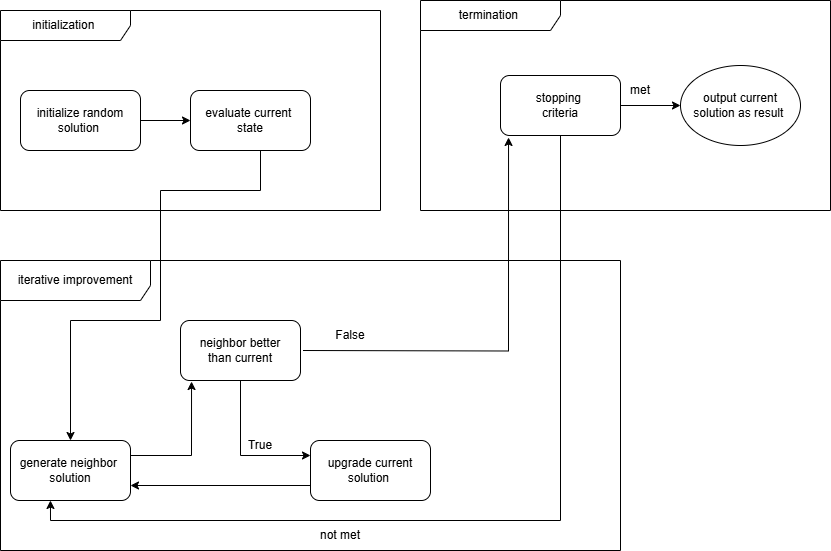 initialization
initialize random
solution
evaluate current
state
termination
stopping
criteria
met
output current
solution as result
iterative improvement
neighbor better
than current
False
True
generate neighbor
solution
upgrade current
solution
not met